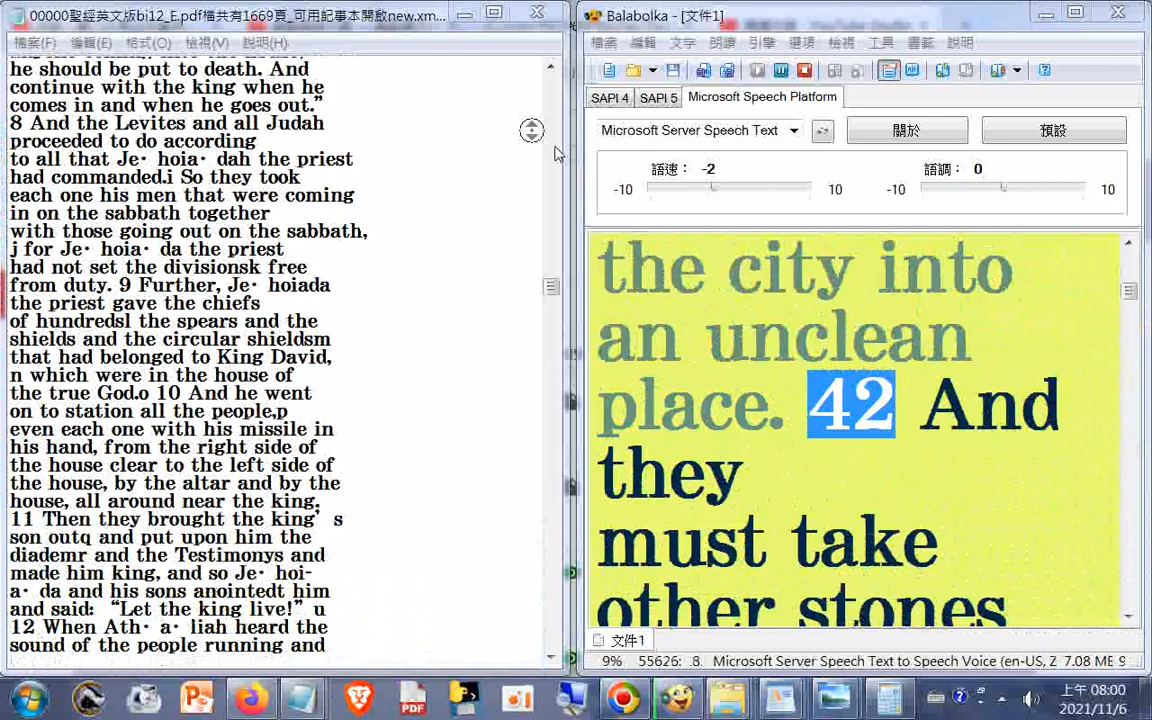 00000聖經英文版bi12_E.pdf檔共有1669頁_可用記事本開啟new.xm...
檔案(F) 編輯(E) 格式(O) 檢視(V) 說明(H)
he should be put to death. And
continue with the king when he
comes in and when he goes out.”
8 And the Levites and all Judah
proceeded to do according
to all that Je· hoia· dah the priest
had commanded.i So they took
each one his men that were coming
in on the sabbath together
with those going out on the sabbath,
j for Je· hoia· da the priest
had not set the divisionsk free
from duty. 9 Further, Je· hoiada
the priest gave the chiefs
of hundredsl the spears and the
shields and the circular shieldsm
that had belonged to King David,
n which were in the house of
the true God.o 10 And he went
on to station all the people,p
even each one with his missile in
his hand, from the right side of
the house clear to the left side of
the house, by the altar and by the
house, all around near the king.
11 Then they brought the king’ s
son outq and put upon him the
diademr and the Testimonys and
made him king, and so Je· hoi-
a· da and his sons anointedt him
and said: “Let the king live!” u
12 When Ath· a· liah heard the
sound of the people running and
Balabolka - [文件1]
檔案 編輯 文字 朗讀 引擎 選項 檢視 工具 書籤 說明
SAPI 4 SAPI 5 Microsoft Speech Platform
Microsoft Server Speech Text 關於 預設
語速： -2 語調： 0
-10 10 -10 10
the city into
an unclean
place. 42 And
they
must take
other stones
文件1
9% 55626: .8. Microsoft Server Speech Text to Speech Voice (en-US, Z 7.08 MB 9
上午 08:00
2021/11/6